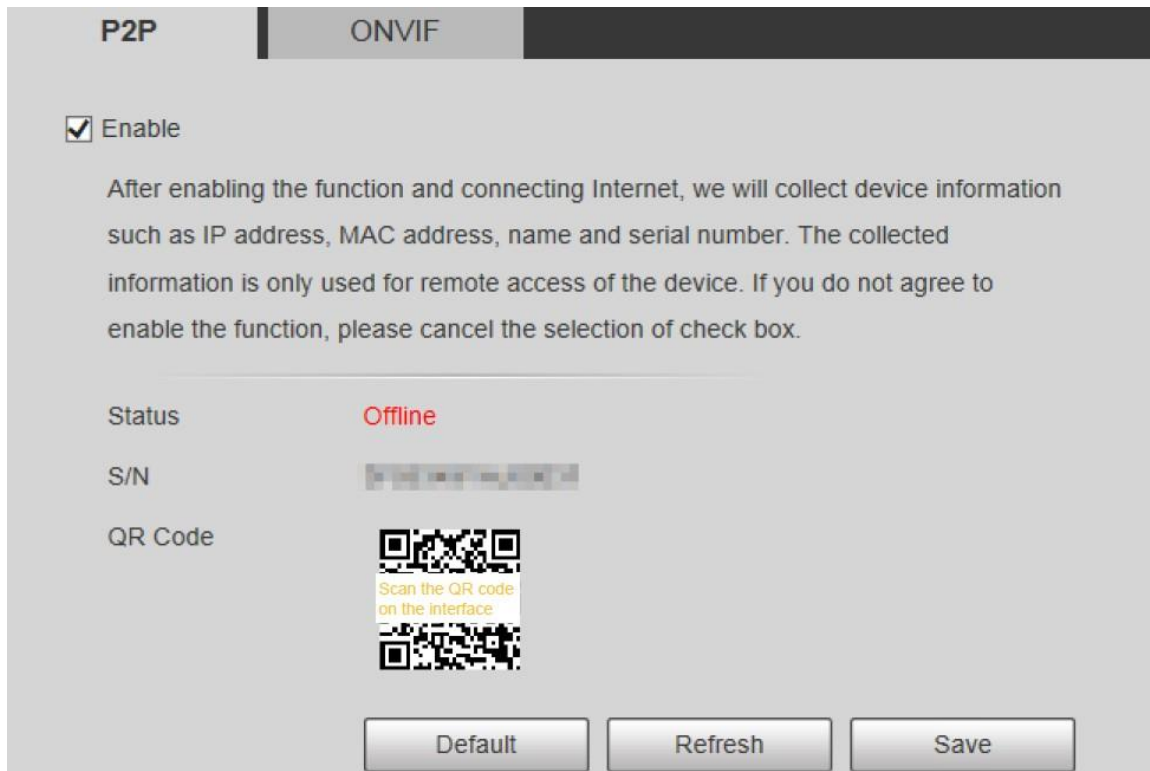 P2P
ONVIF
Enable
After enabling the function and connecting Internet, we will collect device information
such as IP address, MAC address, name and serial number. The collected
information is only used for remote access of the device. If you do not agree to
enable the function, please cancel the selection of check box.
Status Offline
S/N
QR Code
Scan the QR code
on the interface
Default Refresh Save